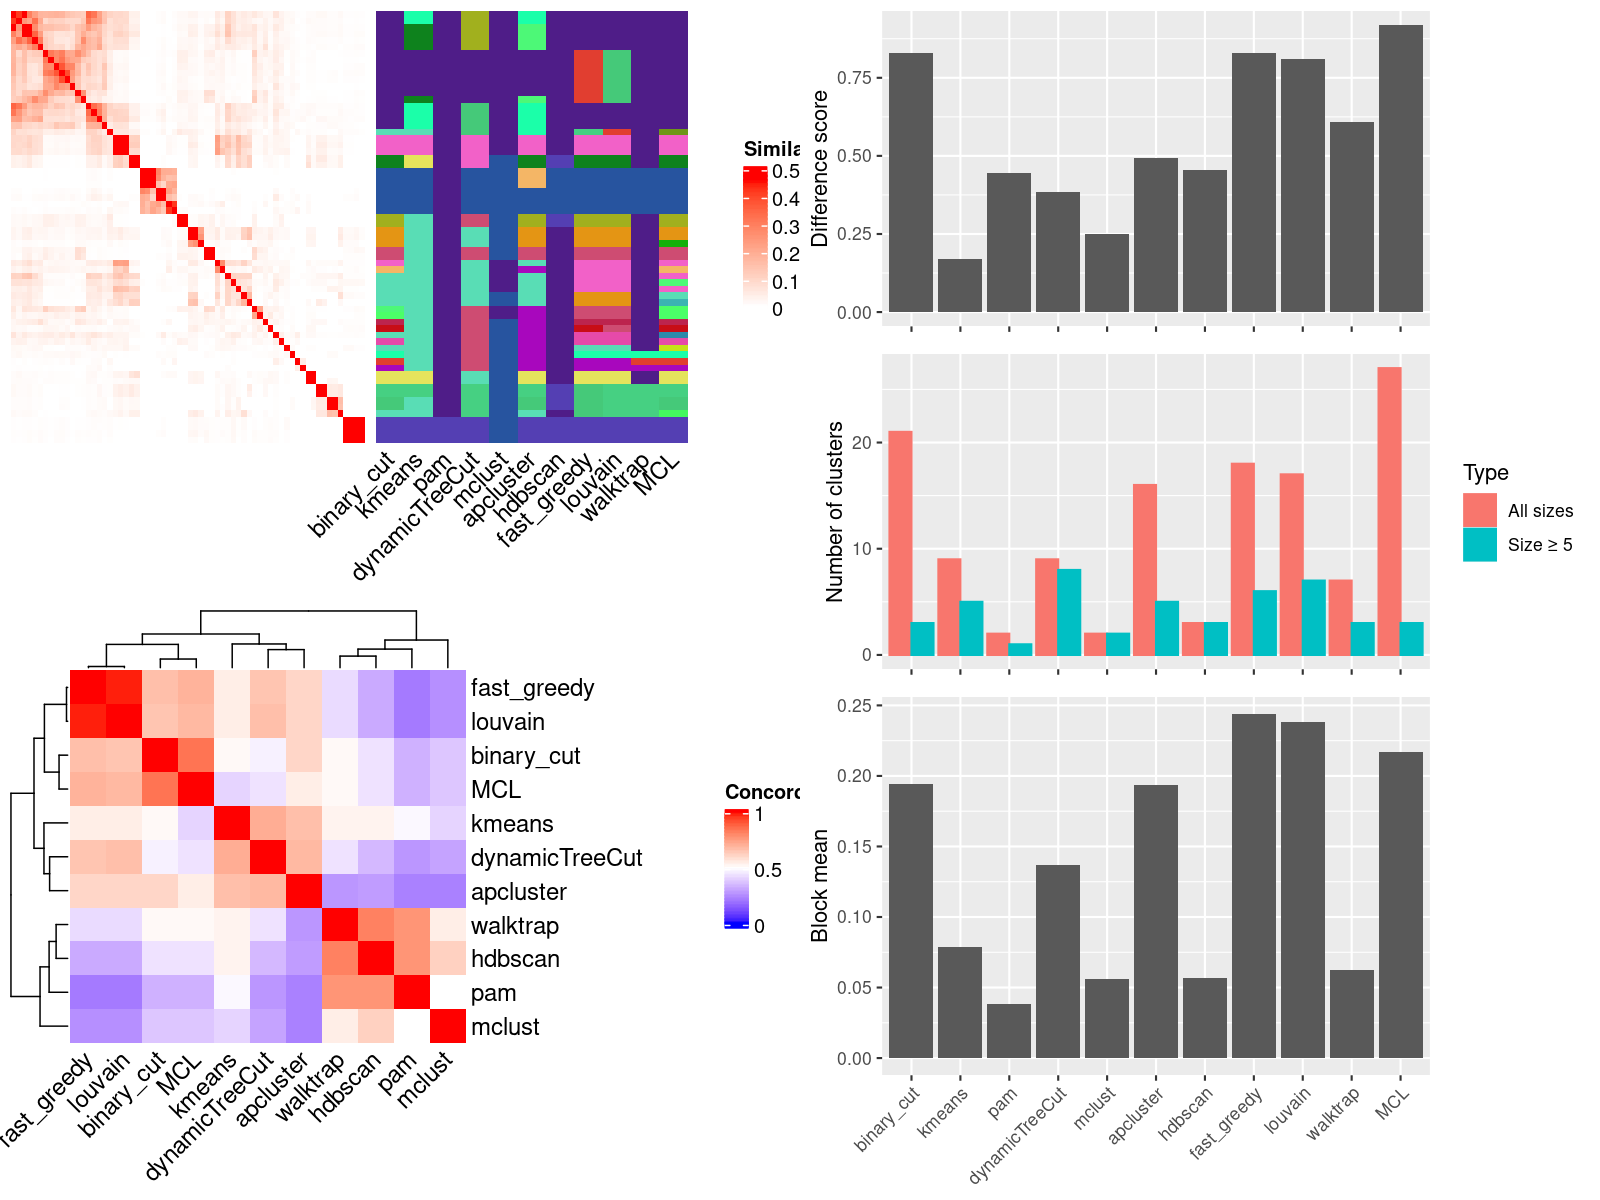 Simila
0.5
0.4
0.3
0.2
0.1
0
binary_cut
kmeans
pam
dynamicTreeCut
mclust
apcluster
hdbscan
fast_greedy
louvain
walktrap
MCL
fast_greedy
louvain
binary_cut
MCL
kmeans
dynamicTreeCut
apcluster
walktrap
hdbscan
pam
mclust
fast_greedy
louvain
binary_cut
MCL
kmeans
dynamicTreeCut
apcluster
walktrap
hdbscan
pam
mclust
Concord
1
0.5
0
Difference score
0.75
0.50
0.25
0.00
Number of clusters
20
10
0
Type
All sizes
Size ≥ 5
Block mean
0.25
0.20
0.15
0.10
0.05
0.00
binary_cut
kmeans
pam
dynamicTreeCut
mclust
apcluster
hdbscan
fast_greedy
louvain
walktrap
MCL